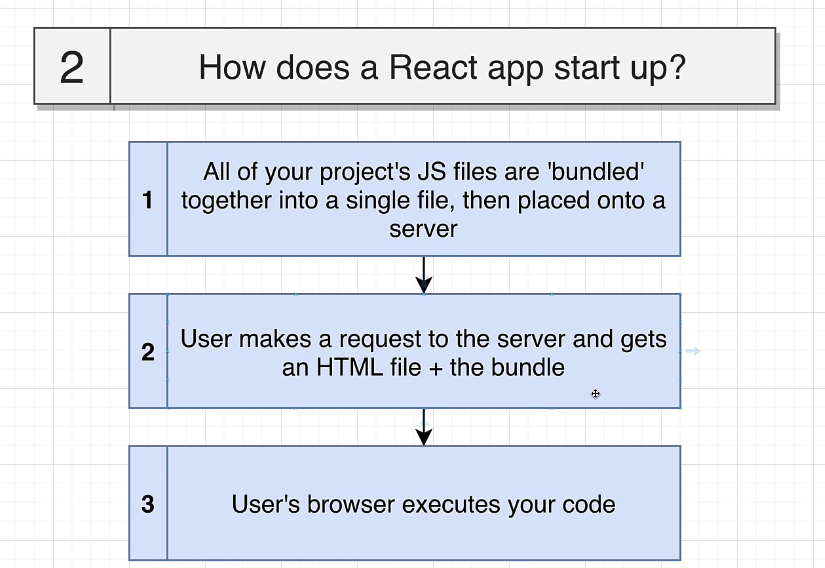 2
How does a React app start up?
1
All of your project's JS files are 'bundled'
together into a single file, then placed onto a
server
2
User makes a request to the server and gets
an HTML file + the bundle
3
User's browser executes your code